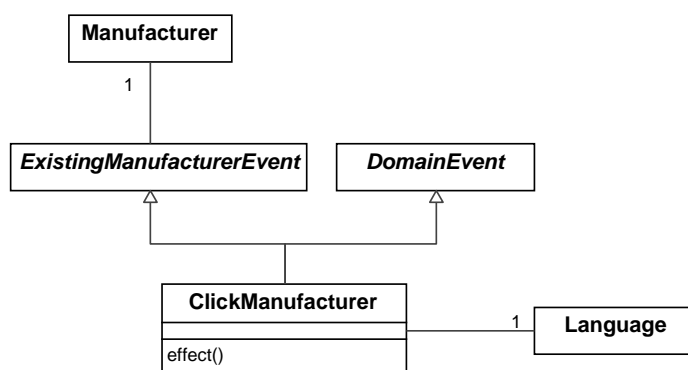 Manufacturer
1
ExistingManufacturerEvent
DomainEvent
ClickManufacturer
effect()
1
Language